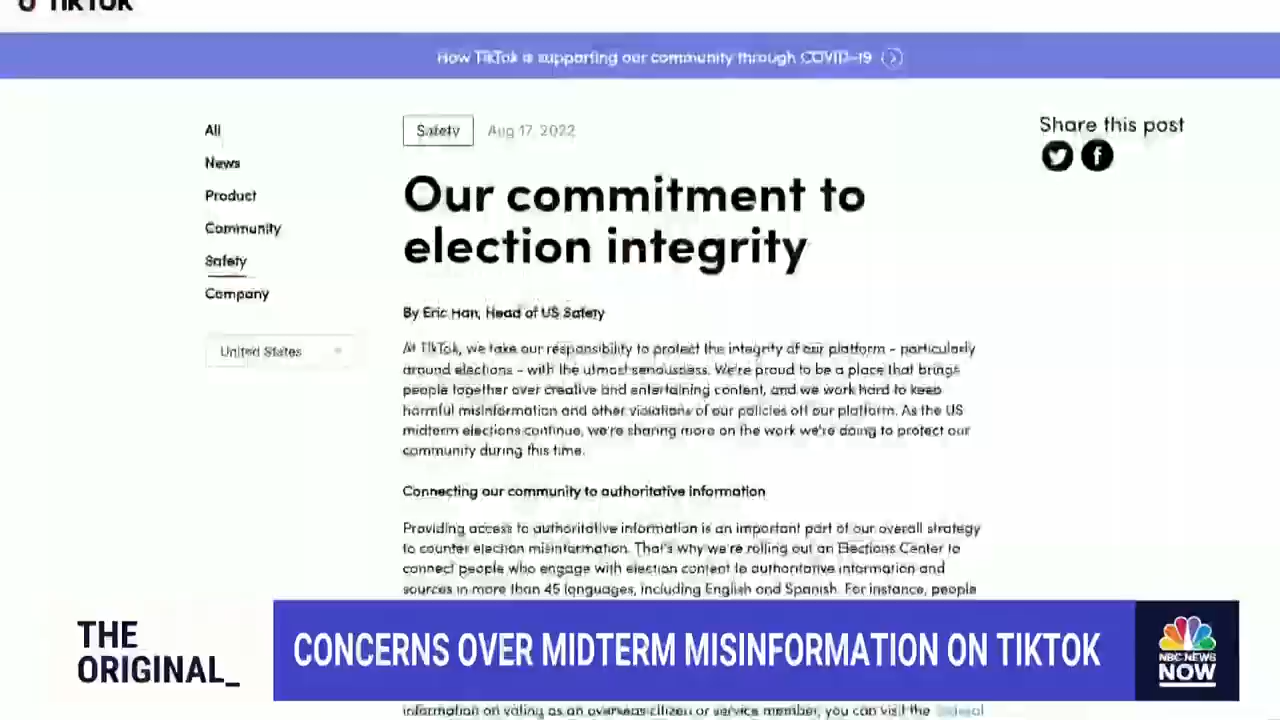 TikTok
How TikTok is supporting our community through COVID-19
All
News
Product
Community
Safety
Company
United States
Safety Aug 17, 2022
Our commitment to
election integrity
By Eric Han, Head of US Safety
At TikTok, we take our responsibility to protect the integrity of our platform – particularly
around elections – with the utmost seriousness. We're proud to be a place that brings
people together over creative and entertaining content, and we work hard to keep
harmful misinformation and other violations of our policies off our platform. As the US
midterm elections continue, we're sharing more on the work we're doing to protect our
community during this time.
Connecting our community to authoritative information
Providing access to authoritative information is an important part of our overall strategy
to counter election misinformation. That's why we're rolling out an Elections Center to
connect people who engage with election content to authoritative information and
sources in more than 45 languages, including English and Spanish. For instance, people
information on voting as an overseas citizen or service member, you can visit the Federal
Share this post
THE
ORIGINAL_
CONCERNS OVER MIDTERM MISINFORMATION ON TIKTOK
NBC NEWS
NOW